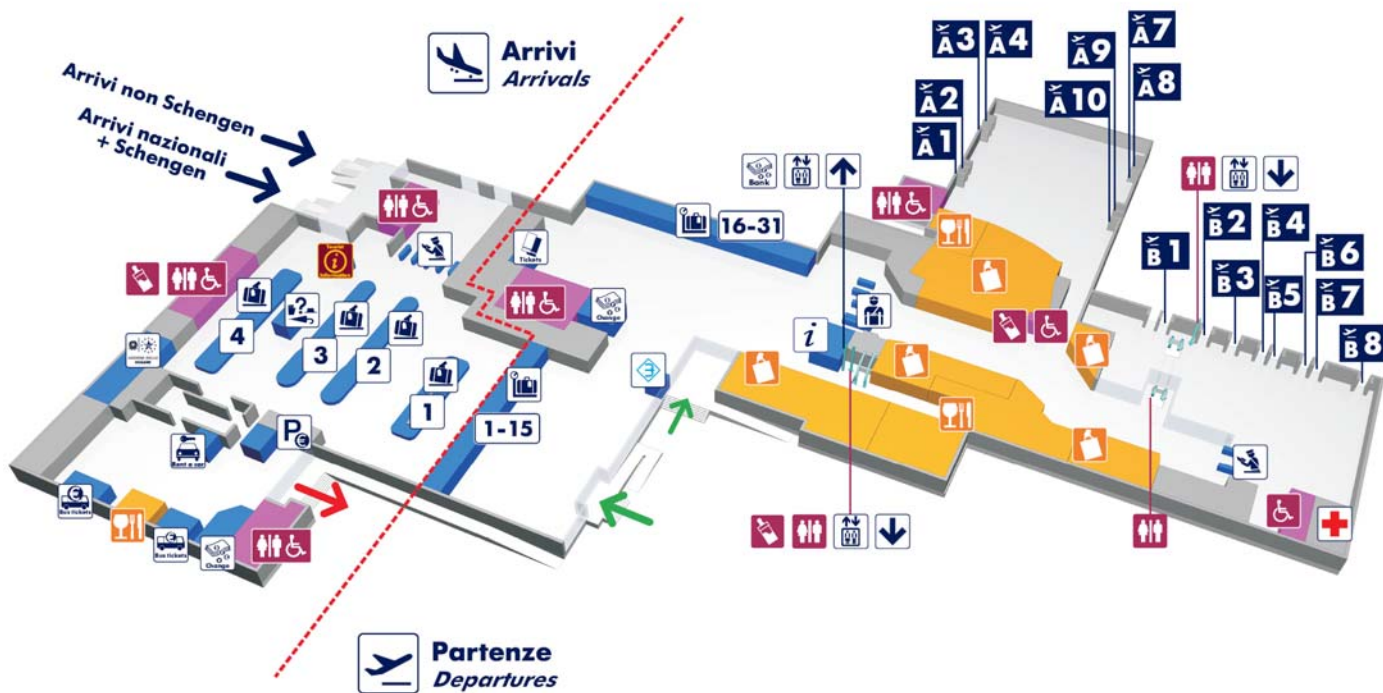 Arrivi
Arrivals
Arrivi non Schengen
Arrivi nazionali
+ Schengen
A3
A4
A7
A9
A8
A2
A10
A1
Bank
16-31
Tickets
B1
B2
B4
B6
B3
B5
B7
B8
Tourist
i
Information
Change
i
4
3
2
1
?
1-15
P
€
Rent a car
Bus tickets
Bus tickets
Change
Partenze
Departures